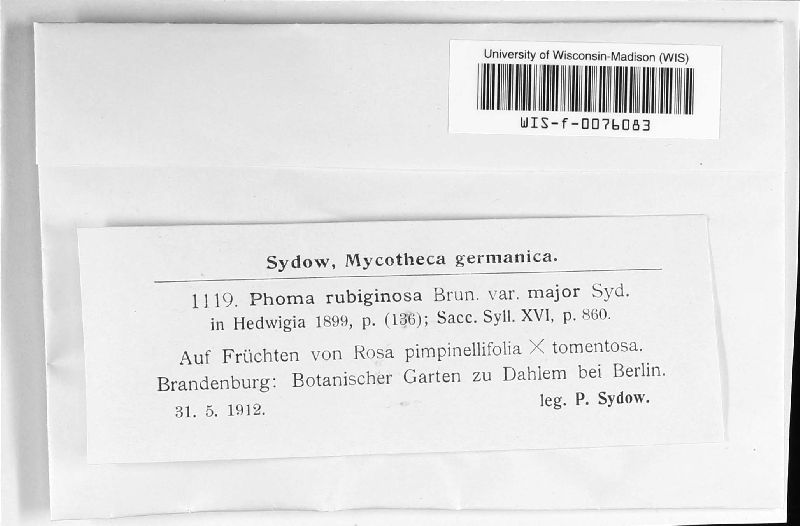 University of Wisconsin-Madison (WIS)
WIS-f-0076083
Sydow, Mycotheca germanica.
1119. Phoma rubiginosa Brun. var. major Syd.
in Hedwigia 1899, p. (136); Sacc. Syll. XVI, p. 860.
Auf Früchten von Rosa pimpinellifolia × tomentosa.
Brandenburg: Botanischer Garten zu Dahlem bei Berlin.
31. 5. 1912. leg. P. Sydow.